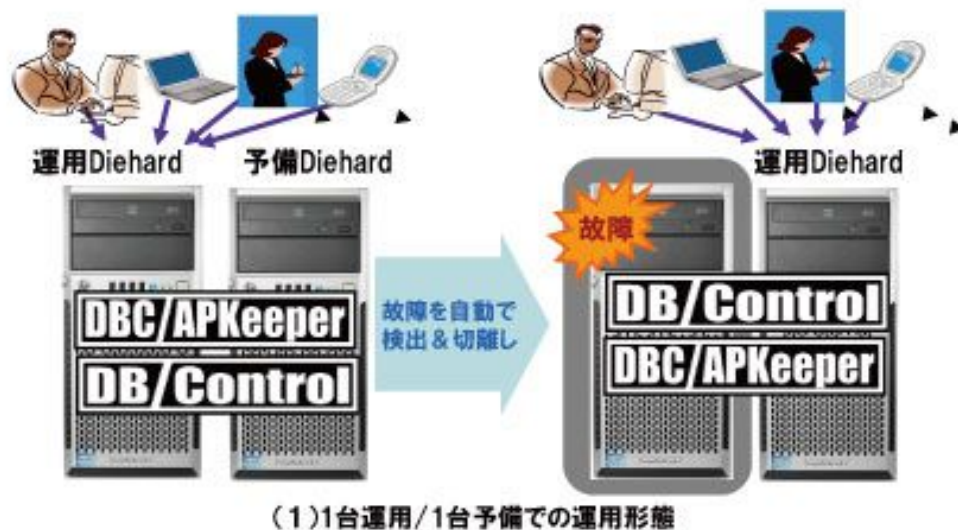 運用Diehard 予備Diehard
DBC/APKeeper
DB/Control
故障を自動で
検出＆切離し
運用Diehard
故障
DB/Control
DBC/APKeeper
(1)1台運用/1台予備での運用形態